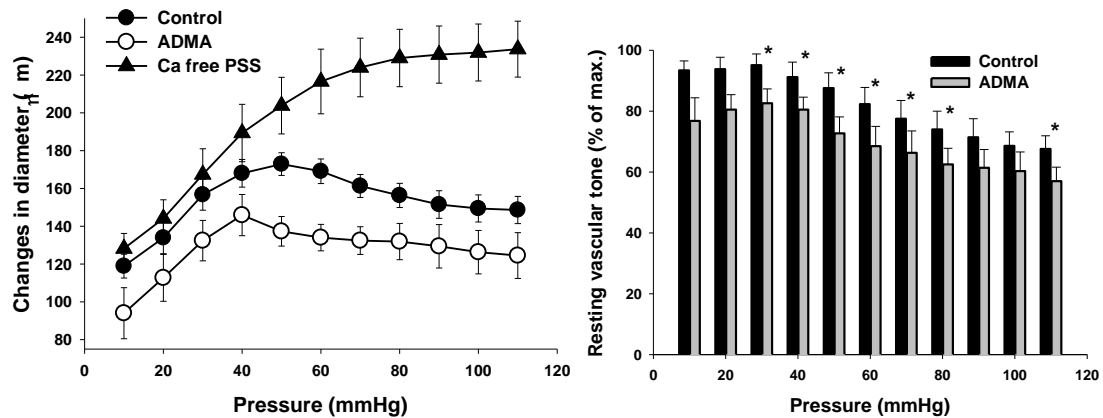 Control
ADMA
Ca free PSS
Changes in diameter ( m)
240
220
200
180
160
140
120
100
80
0 20 40 60 80 100 120
Pressure (mmHg)
Control
ADMA
Resting vascular tone (% of max.)
100
80
60
40
20
0
* * * * * * *
0 20 40 60 80 100 120
Pressure (mmHg)